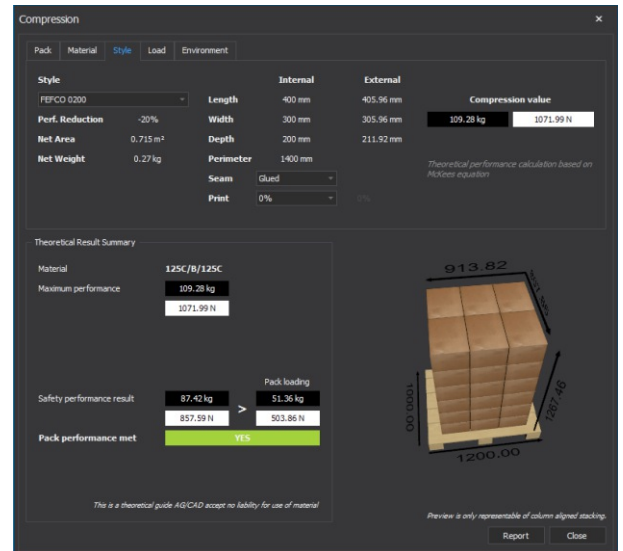 Compression
Pack Material Style Load Environment
Style Internal External
FEFCO 0200 Length 400 mm 405.96 mm Compression value
Perf. Reduction -20% Width 300 mm 305.96 mm 109.28 kg 1071.99 N
Net Area 0.715 m² Depth 200 mm 211.92 mm
Net Weight 0.27 kg Perimeter 1400 mm
Theoretical performance calculation based on
McKees equation
Seam Glued
Print 0% 0%
Theoretical Result Summary
Material 125C/B/125C
Maximum performance 109.28 kg
1071.99 N
Pack loading
Safety performance result 87.42 kg > 51.36 kg
857.59 N 503.86 N
Pack performance met YES
This is a theoretical guide AG/CAD accept no liability for use of material
913.82
1000.00
1267.46
1200.00
Preview is only representable of column aligned stacking.
Report Close